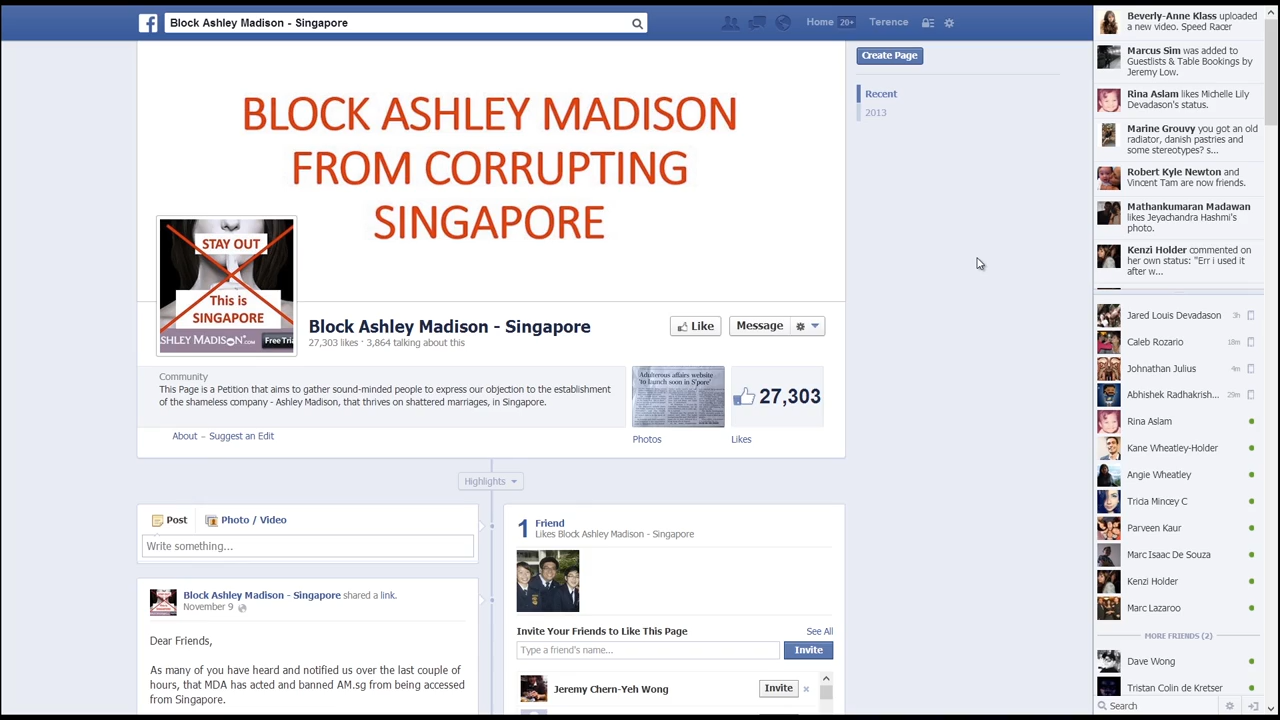 Block Ashley Madison - Singapore
Home 20+
Terence
BLOCK ASHLEY MADISON
FROM CORRUPTING
SINGAPORE
STAY OUT
This is
SINGAPORE
SHLEY MADISON.COM
Free Tria
Block Ashley Madison - Singapore
27,303 likes · 3,864 talking about this
Like
Message
Community
This Page is a Petition that aims to gather sound-minded people to express our objection to the establishment
of the shameless company - Ashley Madison, that thrives on shattered marriages, in Singapore.
About – Suggest an Edit
Adulterous affairs website
'to launch soon in S'pore'
Photos
27,303
Likes
Highlights
Post
Photo / Video
Write something...
Block Ashley Madison - Singapore shared a link.
November 9
Dear Friends,
As many of you have heard and notified us over the last couple of
hours, that MDA has acted and banned AM.sg from being accessed
from Singapore.
1 Friend
Likes Block Ashley Madison - Singapore
Invite Your Friends to Like This Page
See All
Type a friend's name...
Invite
Jeremy Chern-Yeh Wong
Invite
x
Create Page
Recent
2013
Beverly-Anne Klass uploaded
a new video. Speed Racer
Marcus Sim was added to
Guestlists & Table Bookings by
Jeremy Low.
Rina Aslam likes Michelle Lily
Devadason's status.
Marine Grouvy you got an old
radiator, danish pastries and
some stereotypes? s...
Robert Kyle Newton and
Vincent Tam are now friends.
Mathankumaran Madawan
likes Jeyachandra Hashmi's
photo.
Kenzi Holder commented on
her own status: "Err i used it
after w...
Jared Louis Devadason 3h
Caleb Rozario 18m
Johnathan Julius 4h
Abhishek Radhakrish... 29m
Rina Aslam
Kane Wheatley-Holder
Angie Wheatley
Tricia Mincey C
Parveen Kaur
Marc Isaac De Souza
Kenzi Holder
Marc Lazaroo
MORE FRIENDS (2)
Dave Wong
Tristan Colin de Kretser
Search